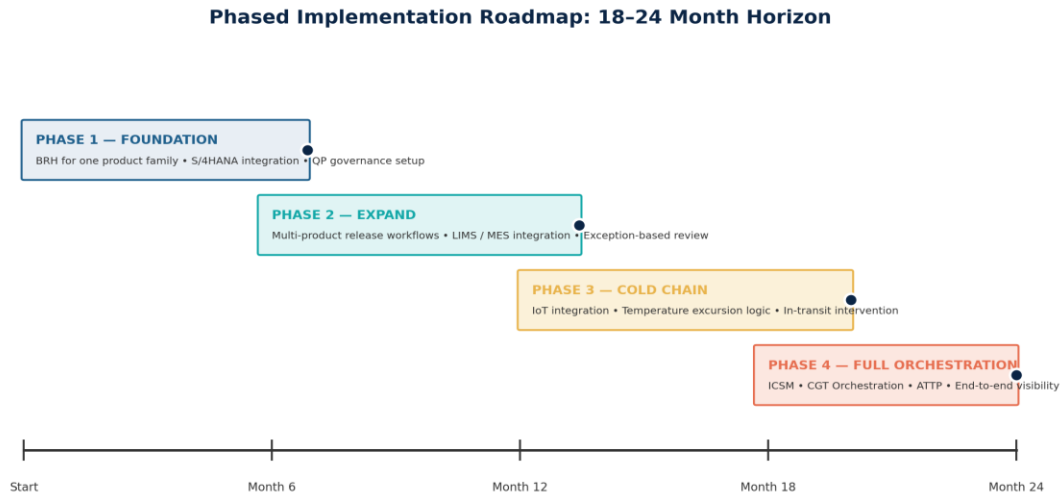 Phased Implementation Roadmap: 18–24 Month Horizon
PHASE 1 — FOUNDATION
BRH for one product family • S/4HANA integration • QP governance setup
PHASE 2 — EXPAND
Multi-product release workflows • LIMS / MES integration • Exception-based review
PHASE 3 — COLD CHAIN
IoT integration • Temperature excursion logic • In-transit intervention
PHASE 4 — FULL ORCHESTRATION
ICSM • CGT Orchestration • ATTP • End-to-end visibility
Start
Month 6
Month 12
Month 18
Month 24